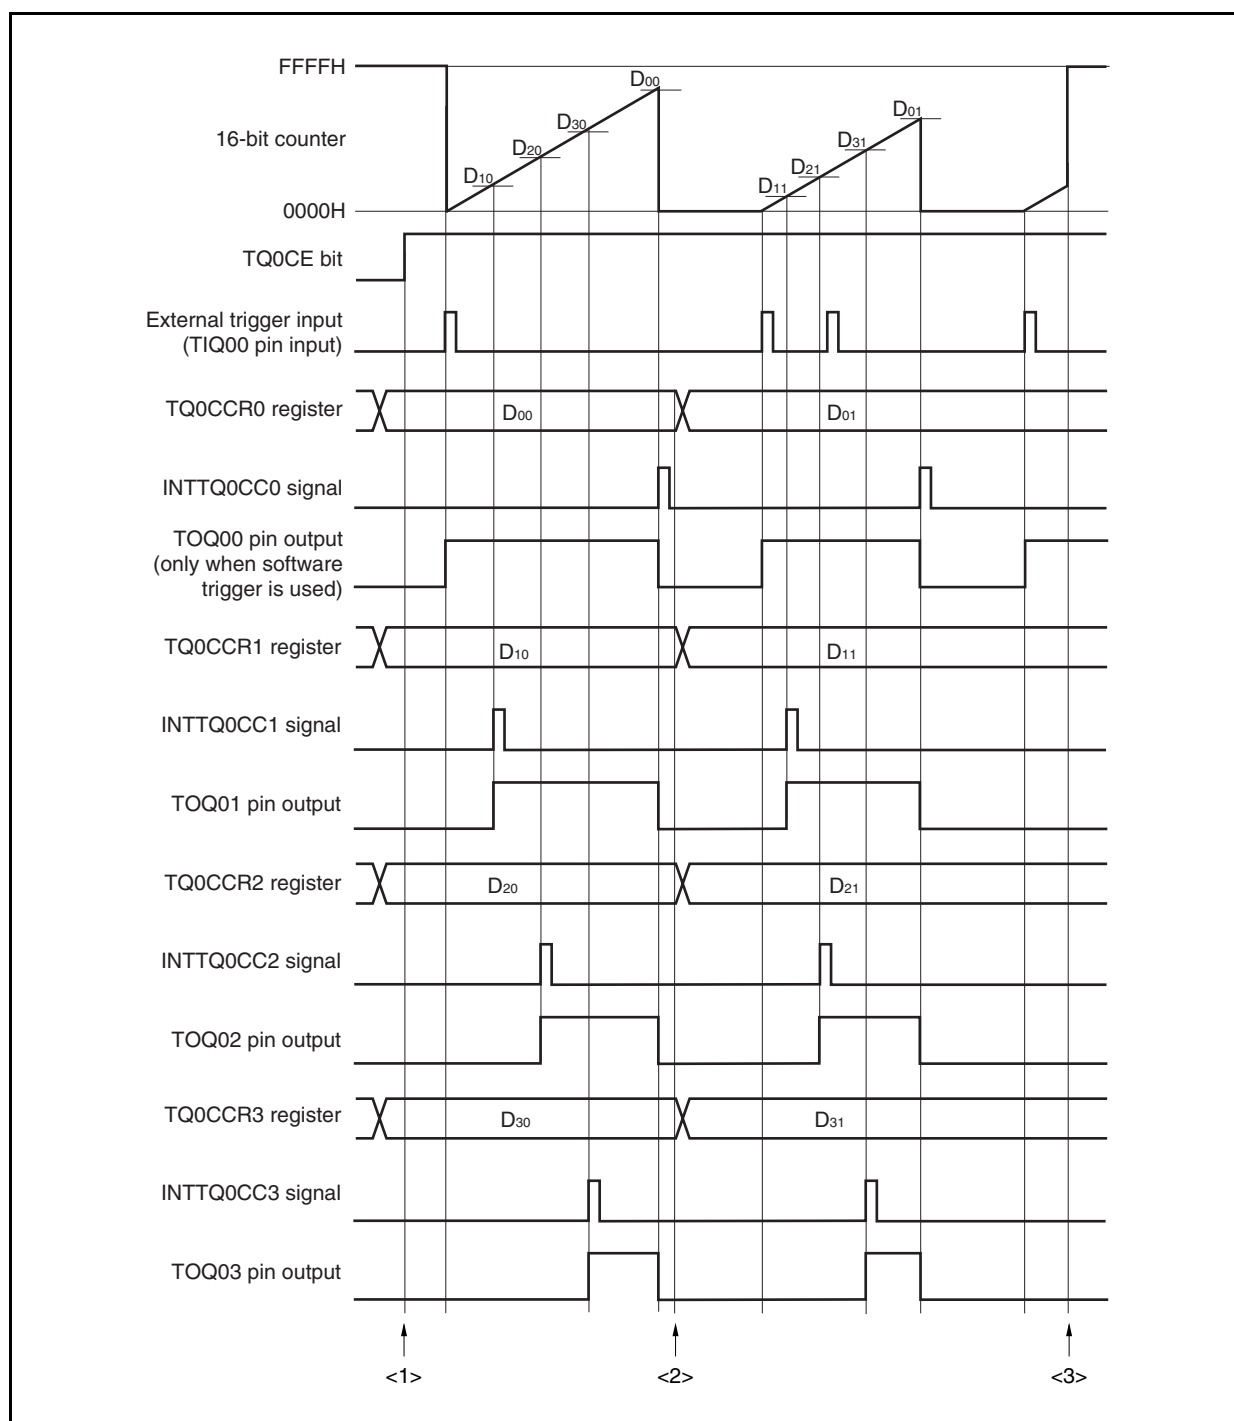 FFFFH
D00
D30
D20
D10
D01
D31
D21
D11
16-bit counter
0000H
TQ0CE bit
External trigger input
(TIQ00 pin input)
TQ0CCR0 register
D00
D01
INTTQ0CC0 signal
TOQ00 pin output
(only when software
trigger is used)
TQ0CCR1 register
D10
D11
INTTQ0CC1 signal
TOQ01 pin output
TQ0CCR2 register
D20
D21
INTTQ0CC2 signal
TOQ02 pin output
TQ0CCR3 register
D30
D31
INTTQ0CC3 signal
TOQ03 pin output
<1>
<2>
<3>